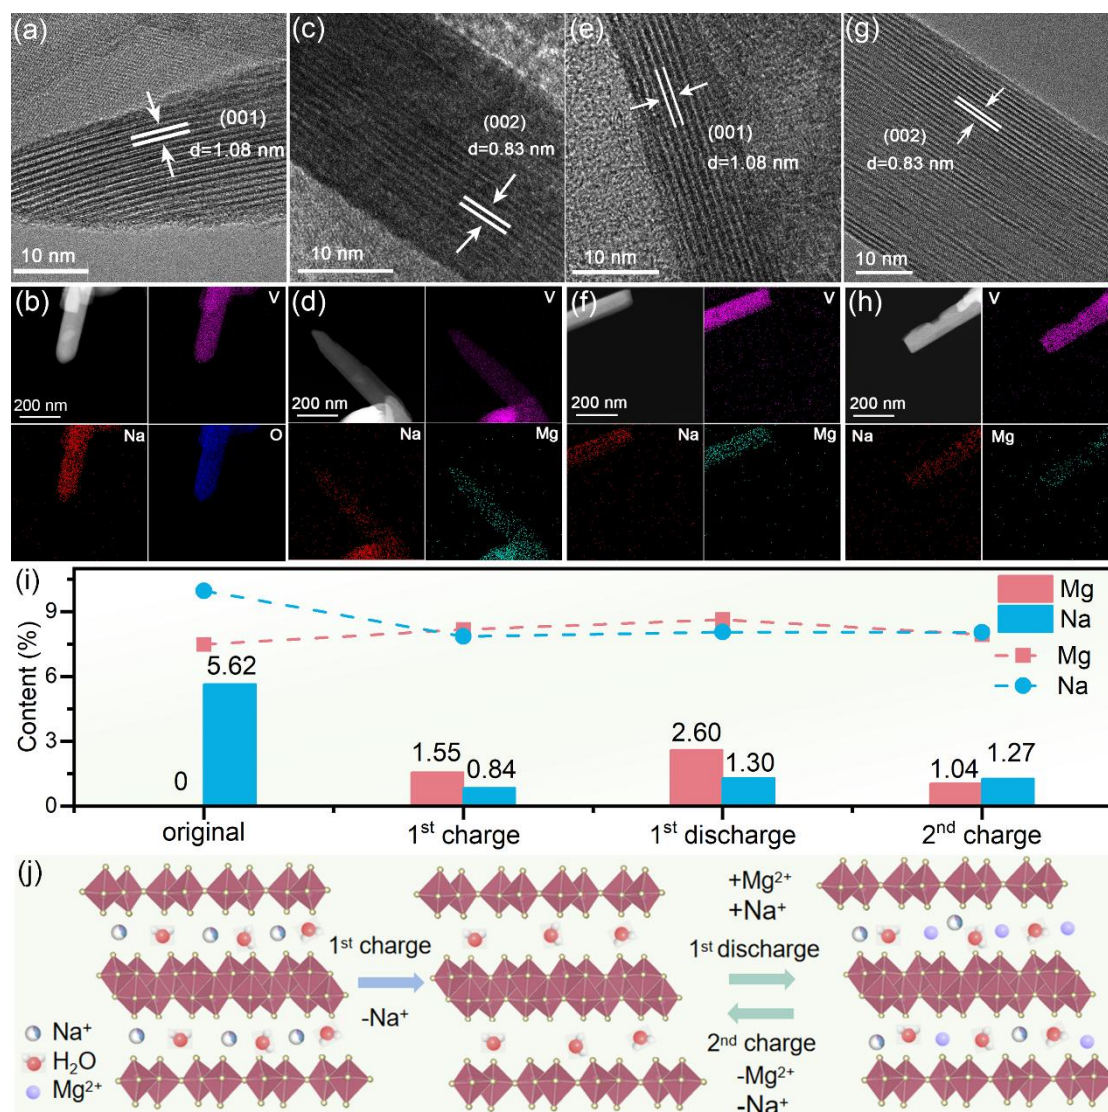 (a)
(001)
d=1.08 nm
10 nm
(c)
(002)
d=0.83 nm
10 nm
(e)
(001)
d=1.08 nm
10 nm
(g)
(002)
d=0.83 nm
10 nm
(b)
V
200 nm
Na
O
(d)
V
200 nm
Na
Mg
(f)
V
200 nm
Na
Mg
(h)
V
200 nm
Na
Mg
(i)
Content (%)
9
6
3
0
0
5.62
1.55
0.84
2.60
1.30
1.04
1.27
Mg
Na
Mg
Na
original
1st charge
1st discharge
2nd charge
(j)
1st charge
-Na⁺
+Mg²⁺
+Na⁺
1st discharge
2nd charge
-Mg²⁺
-Na⁺
Na⁺
H₂O
Mg²⁺